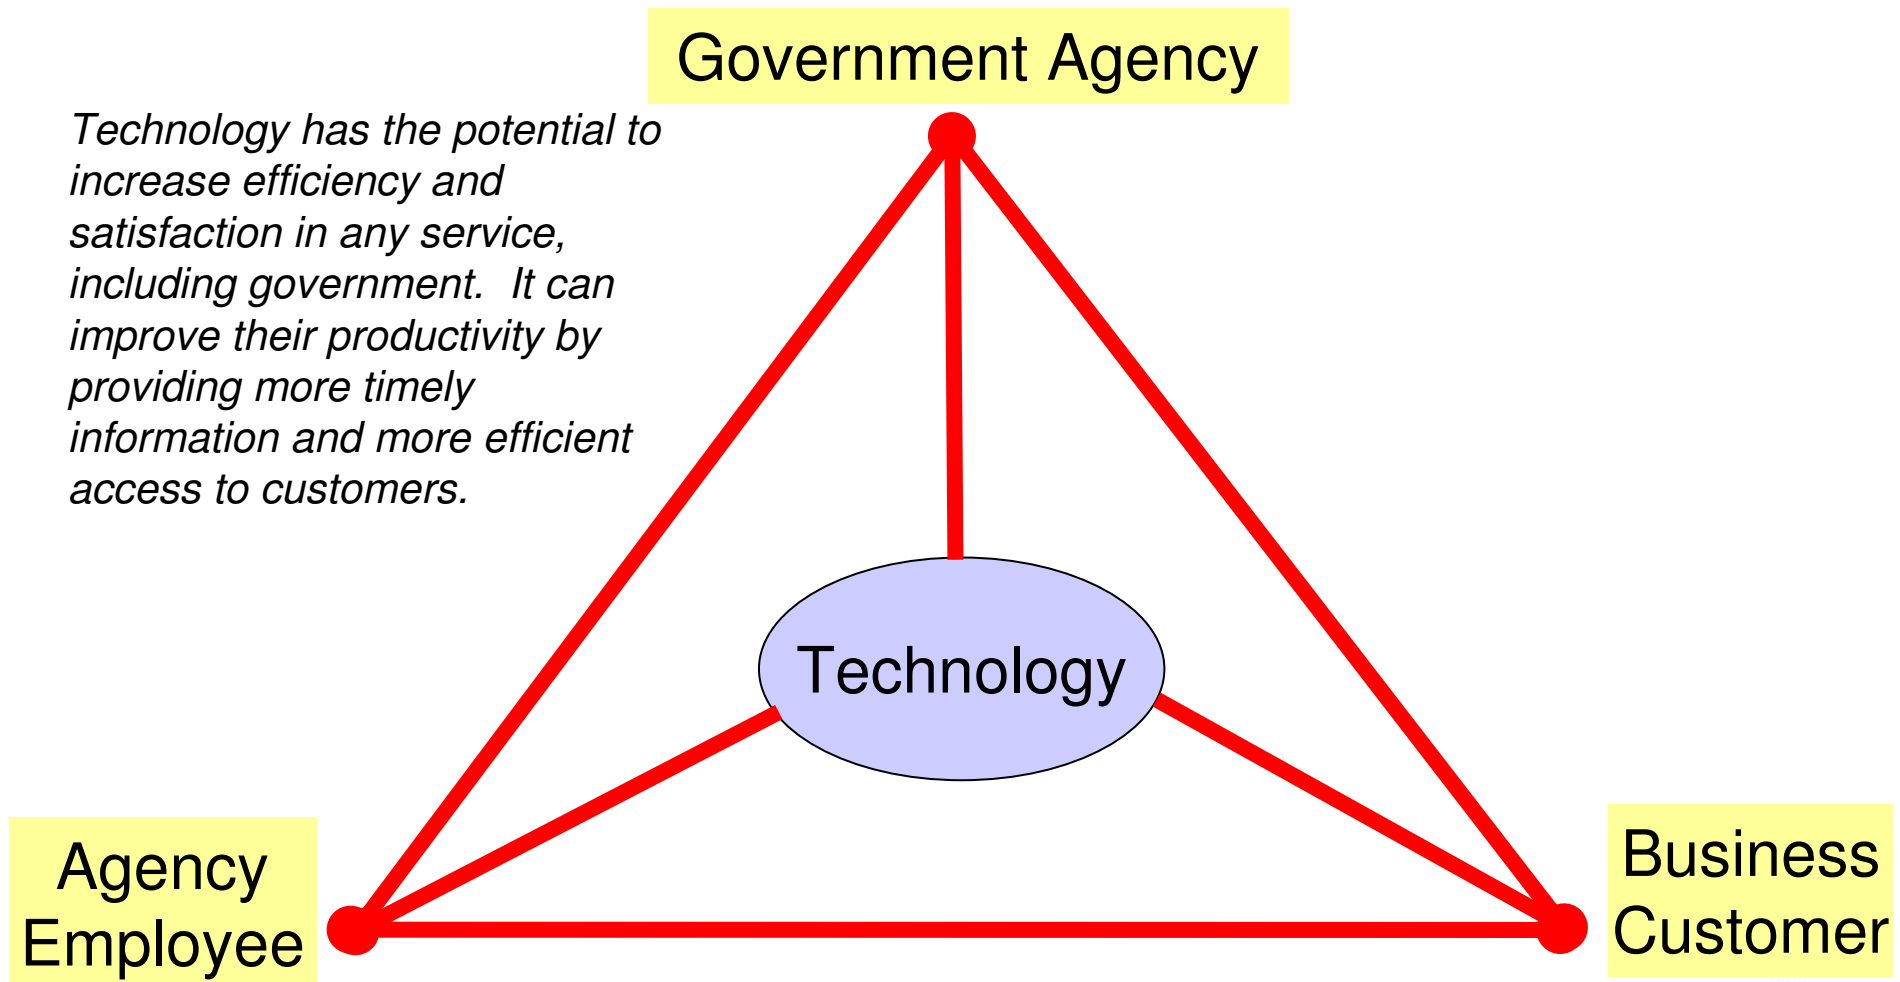 Government Agency
Technology has the potential to
increase efficiency and
satisfaction in any service,
including government.  It can
improve their productivity by
providing more timely
information and more efficient
access to customers.
Technology
Agency
Employee
Business
Customer